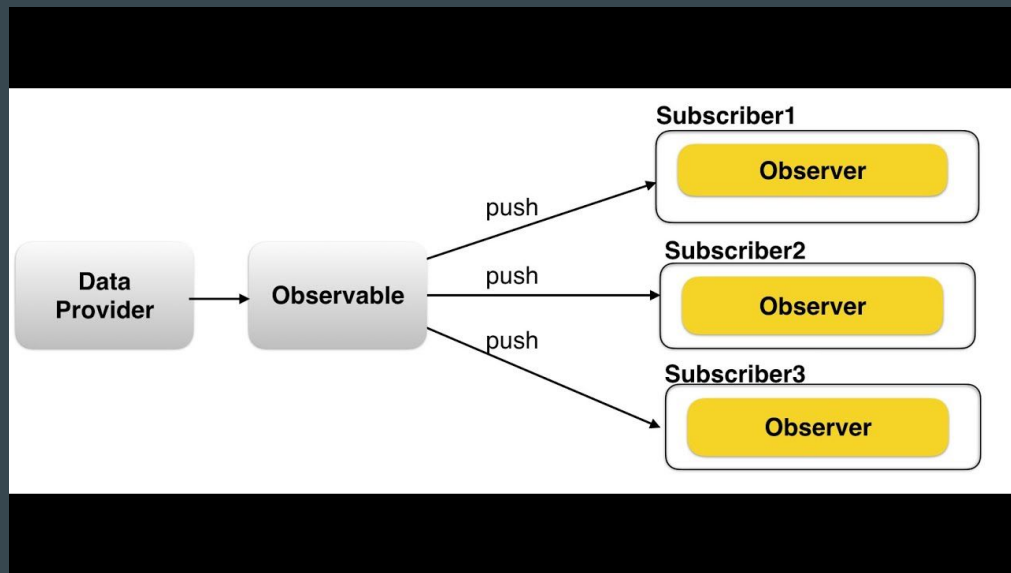 Data
Provider
Observable
push
push
push
Subscriber1
Observer
Subscriber2
Observer
Subscriber3
Observer